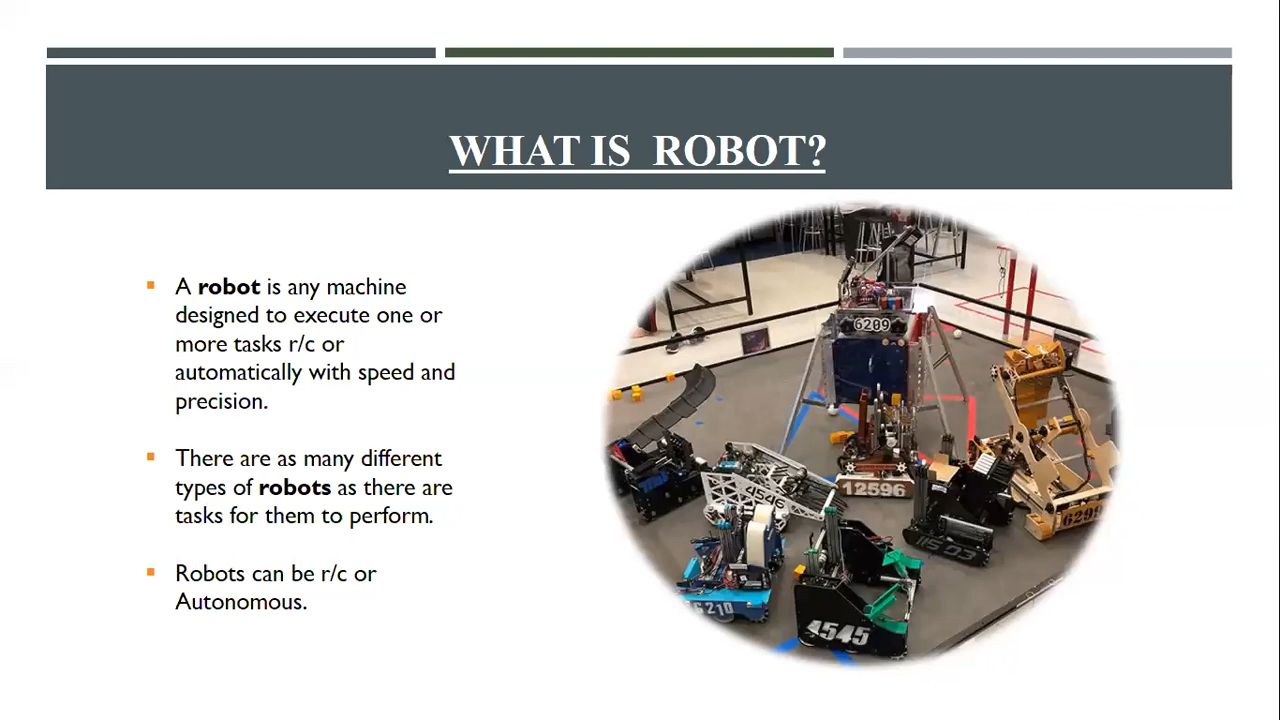 WHAT IS ROBOT?
A robot is any machine
designed to execute one or
more tasks r/c or
automatically with speed and
precision.
There are as many different
types of robots as there are
tasks for them to perform.
Robots can be r/c or
Autonomous.
6209
4546
12596
6299
11503
6210
4545